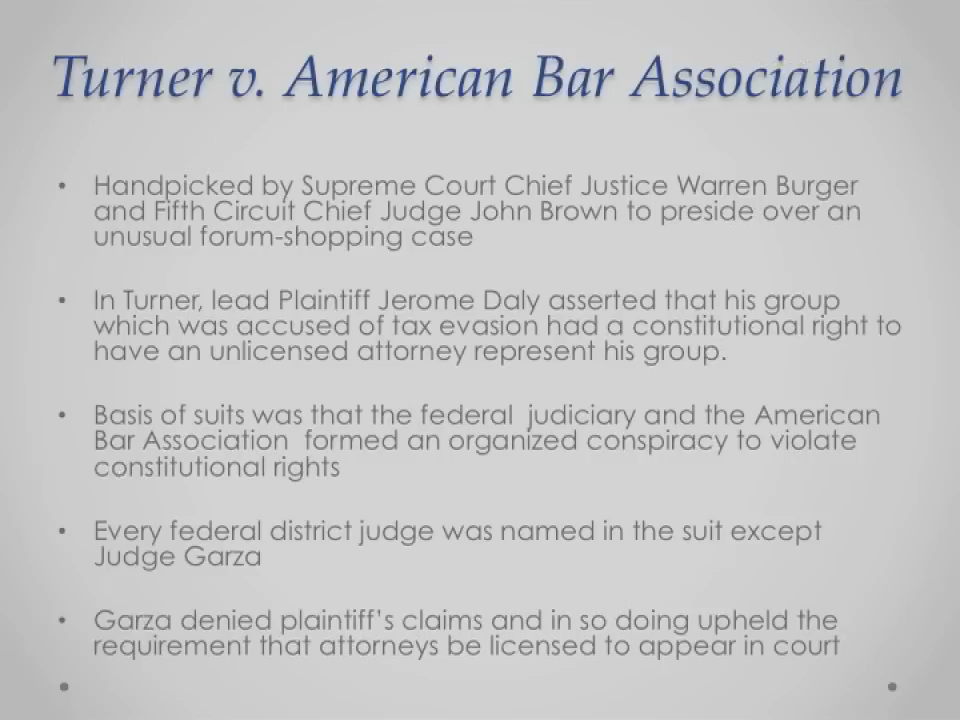 Turner v. American Bar Association
• Handpicked by Supreme Court Chief Justice Warren Burger
and Fifth Circuit Chief Judge John Brown to preside over an
unusual forum-shopping case
• In Turner, lead Plaintiff Jerome Daly asserted that his group
which was accused of tax evasion had a constitutional right to
have an unlicensed attorney represent his group.
• Basis of suits was that the federal  judiciary and the American
Bar Association  formed an organized conspiracy to violate
constitutional rights
• Every federal district judge was named in the suit except
Judge Garza
• Garza denied plaintiff’s claims and in so doing upheld the
requirement that attorneys be licensed to appear in court